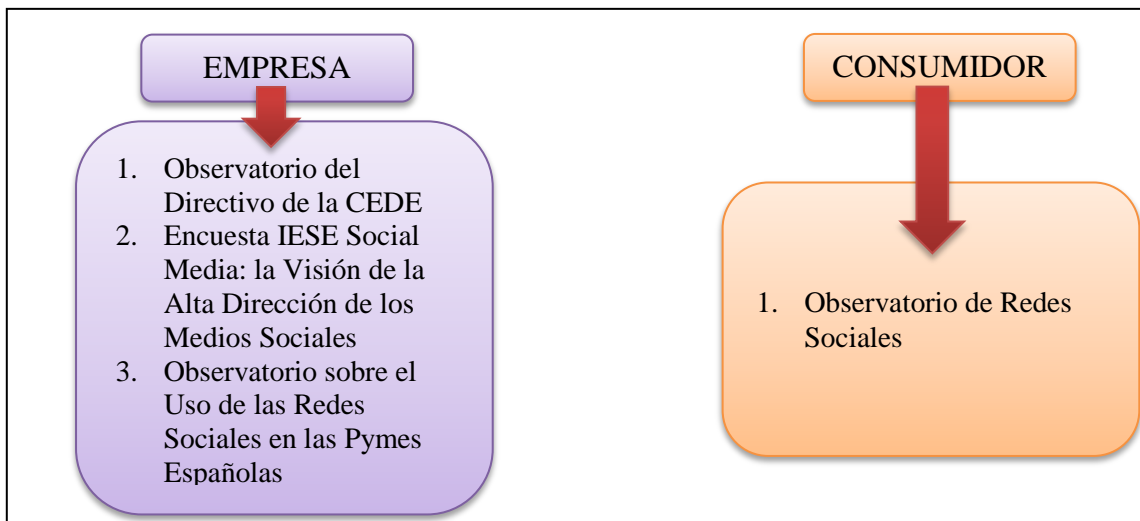 EMPRESA
1. Observatorio del
Directivo de la CEDE
2. Encuesta IESE Social
Media: la Visión de la
Alta Dirección de los
Medios Sociales
3. Observatorio sobre el
Uso de las Redes
Sociales en las Pymes
Españolas
CONSUMIDOR
1. Observatorio de Redes
Sociales